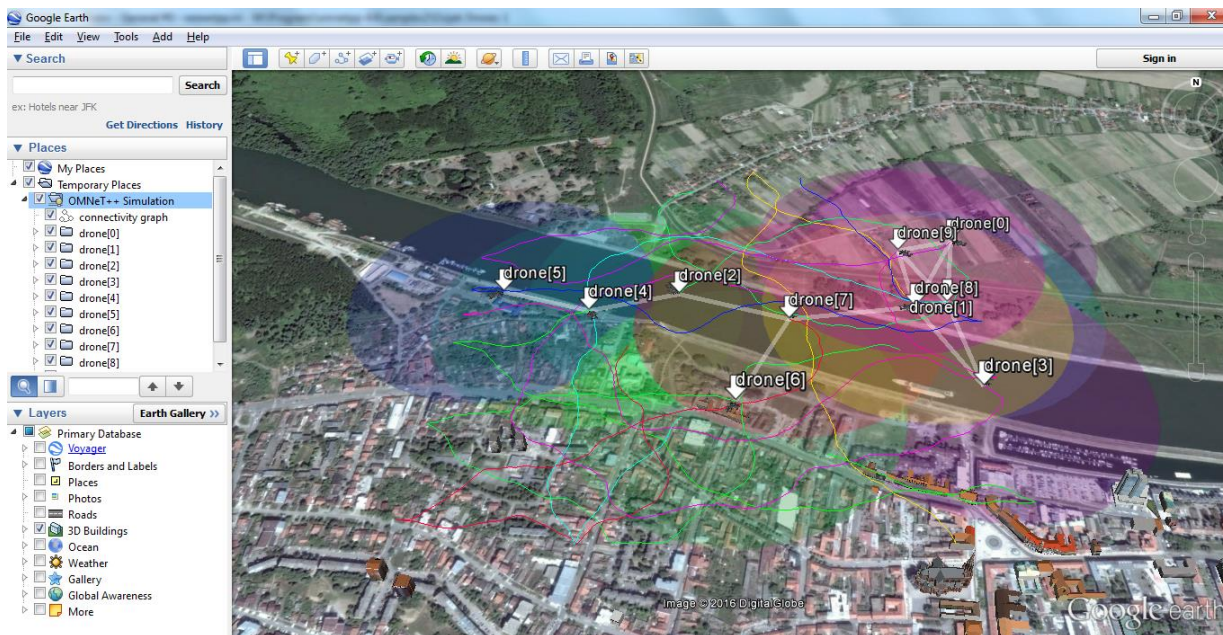 Google Earth
File Edit View Tools Add Help
Search
Search
ex: Hotels near JFK
Get Directions History
Places
My Places
Temporary Places
OMNeT++ Simulation
connectivity graph
drone[0]
drone[1]
drone[2]
drone[3]
drone[4]
drone[5]
drone[6]
drone[7]
drone[8]
Layers
Earth Gallery >>
Primary Database
Voyager
Borders and Labels
Places
Photos
Roads
3D Buildings
Ocean
Weather
Gallery
Global Awareness
More
Sign in
N
drone[0]
drone[9]
drone[5]
drone[2]
drone[4]
drone[8]
drone[7]
drone[1]
drone[3]
drone[6]
Image © 2016 DigitalGlobe
Google earth